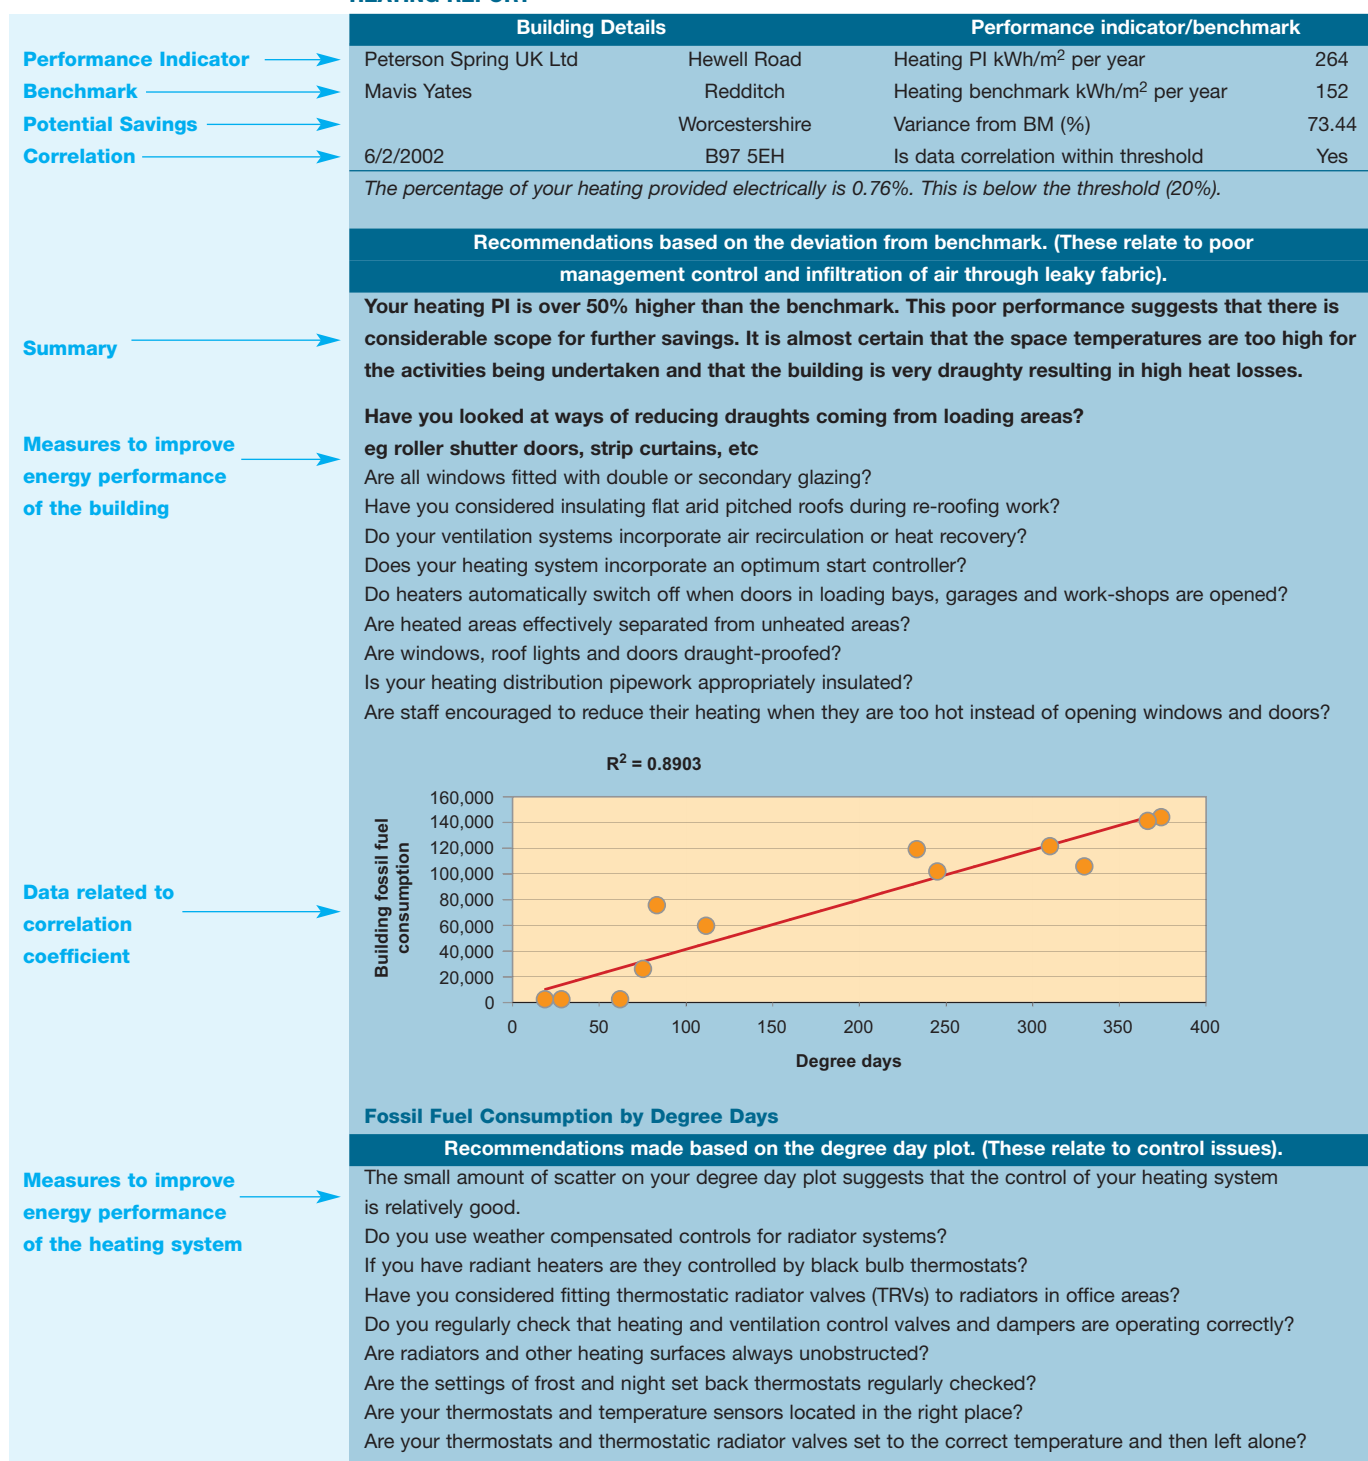 Building Details Performance indicator/benchmark
Performance Indicator Peterson Spring UK Ltd Hewell Road Heating PI kWh/m² per year 264
Benchmark Mavis Yates Redditch Heating benchmark kWh/m² per year 152
Potential Savings Worcestershire Variance from BM (%) 73.44
Correlation 6/2/2002 B97 5EH Is data correlation within threshold Yes
The percentage of your heating provided electrically is 0.76%. This is below the threshold (20%).
Recommendations based on the deviation from benchmark. (These relate to poor
management control and infiltration of air through leaky fabric).
Summary
Your heating PI is over 50% higher than the benchmark. This poor performance suggests that there is
considerable scope for further savings. It is almost certain that the space temperatures are too high for
the activities being undertaken and that the building is very draughty resulting in high heat losses.
Measures to improve
energy performance
of the building
Have you looked at ways of reducing draughts coming from loading areas?
eg roller shutter doors, strip curtains, etc
Are all windows fitted with double or secondary glazing?
Have you considered insulating flat arid pitched roofs during re-roofing work?
Do your ventilation systems incorporate air recirculation or heat recovery?
Does your heating system incorporate an optimum start controller?
Do heaters automatically switch off when doors in loading bays, garages and work-shops are opened?
Are heated areas effectively separated from unheated areas?
Are windows, roof lights and doors draught-proofed?
Is your heating distribution pipework appropriately insulated?
Are staff encouraged to reduce their heating when they are too hot instead of opening windows and doors?
Data related to
correlation
coefficient
R² = 0.8903
Building fossil fuel
consumption
160,000
140,000
120,000
100,000
80,000
60,000
40,000
20,000
0
0 50 100 150 200 250 300 350 400
Degree days
Fossil Fuel Consumption by Degree Days
Recommendations made based on the degree day plot. (These relate to control issues).
Measures to improve
energy performance
of the heating system
The small amount of scatter on your degree day plot suggests that the control of your heating system
is relatively good.
Do you use weather compensated controls for radiator systems?
If you have radiant heaters are they controlled by black bulb thermostats?
Have you considered fitting thermostatic radiator valves (TRVs) to radiators in office areas?
Do you regularly check that heating and ventilation control valves and dampers are operating correctly?
Are radiators and other heating surfaces always unobstructed?
Are the settings of frost and night set back thermostats regularly checked?
Are your thermostats and temperature sensors located in the right place?
Are your thermostats and thermostatic radiator valves set to the correct temperature and then left alone?